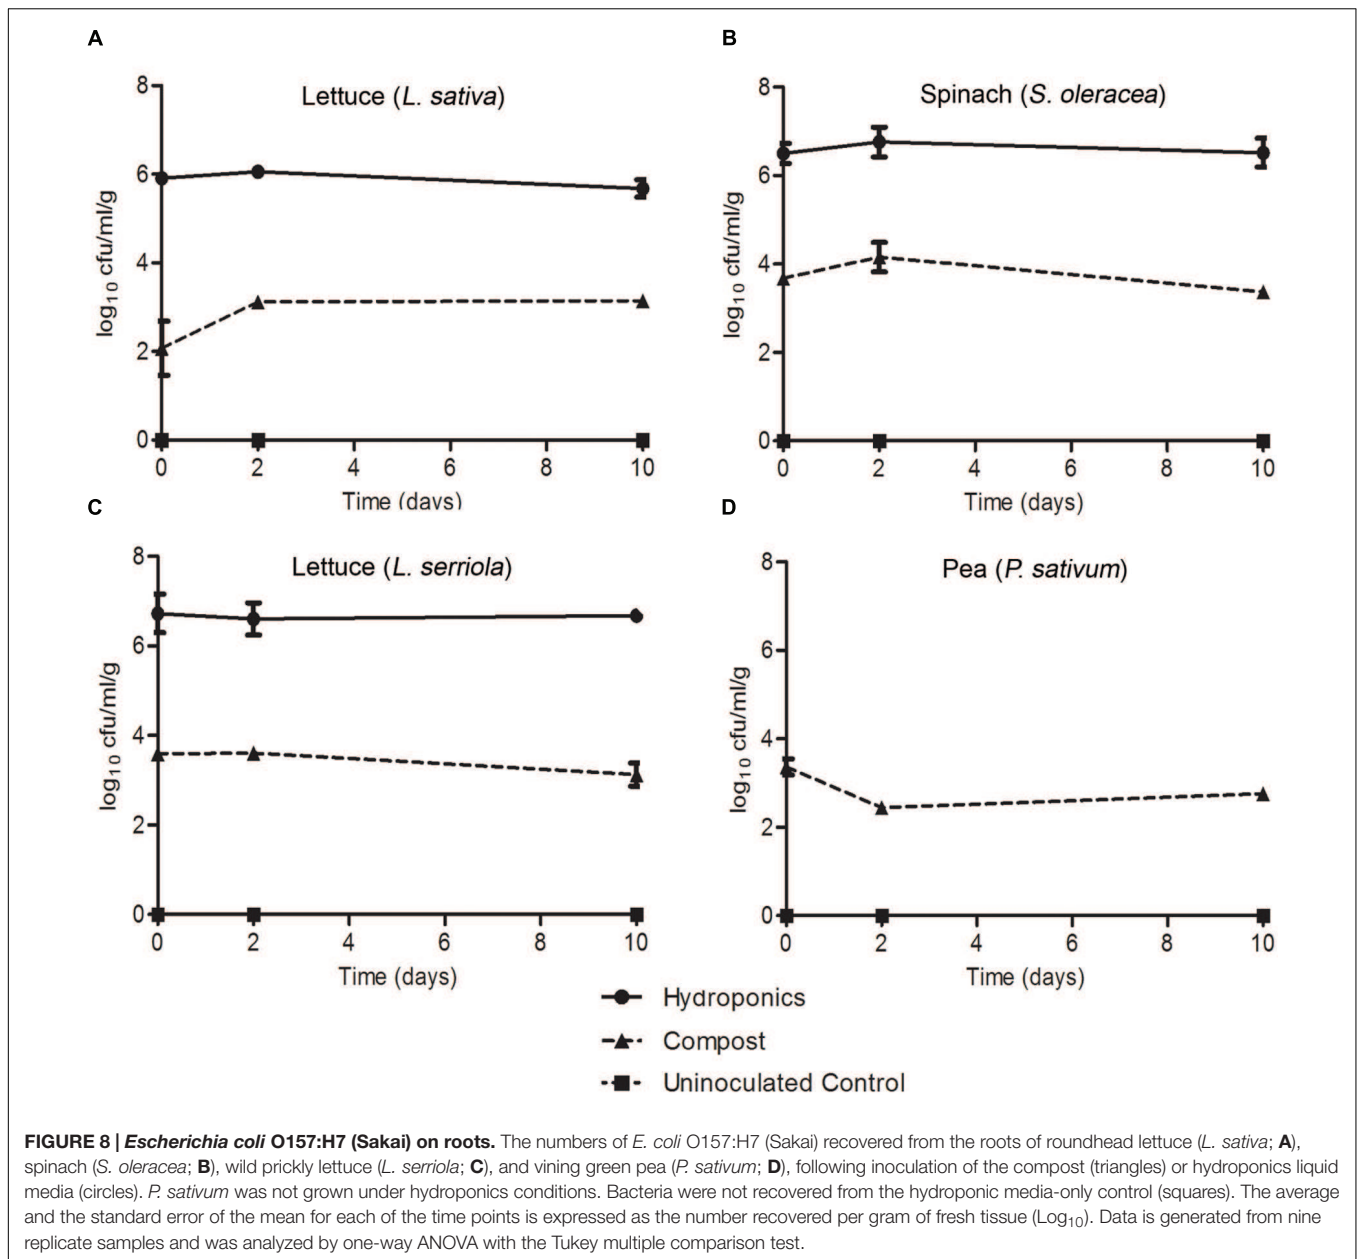 A
Lettuce (L. sativa)
8
6
4
2
0
log10 cfu/ml/g
0 2 4 6 8 10
Time (days)
B
Spinach (S. oleracea)
8
6
4
2
0
log10 cfu/ml/g
0 2 4 6 8 10
Time (days)
C
Lettuce (L. serriola)
8
6
4
2
0
log10 cfu/ml/g
0 2 4 6 8 10
Time (days)
D
Pea (P. sativum)
8
6
4
2
0
log10 cfu/ml/g
0 2 4 6 8 10
Time (days)
Hydroponics
Compost
Uninoculated Control
FIGURE 8 | Escherichia coli O157:H7 (Sakai) on roots. The numbers of E. coli O157:H7 (Sakai) recovered from the roots of roundhead lettuce (L. sativa; A),
spinach (S. oleracea; B), wild prickly lettuce (L. serriola; C), and vining green pea (P. sativum; D), following inoculation of the compost (triangles) or hydroponics liquid
media (circles). P. sativum was not grown under hydroponics conditions. Bacteria were not recovered from the hydroponic media-only control (squares). The average
and the standard error of the mean for each of the time points is expressed as the number recovered per gram of fresh tissue (Log10). Data is generated from nine
replicate samples and was analyzed by one-way ANOVA with the Tukey multiple comparison test.